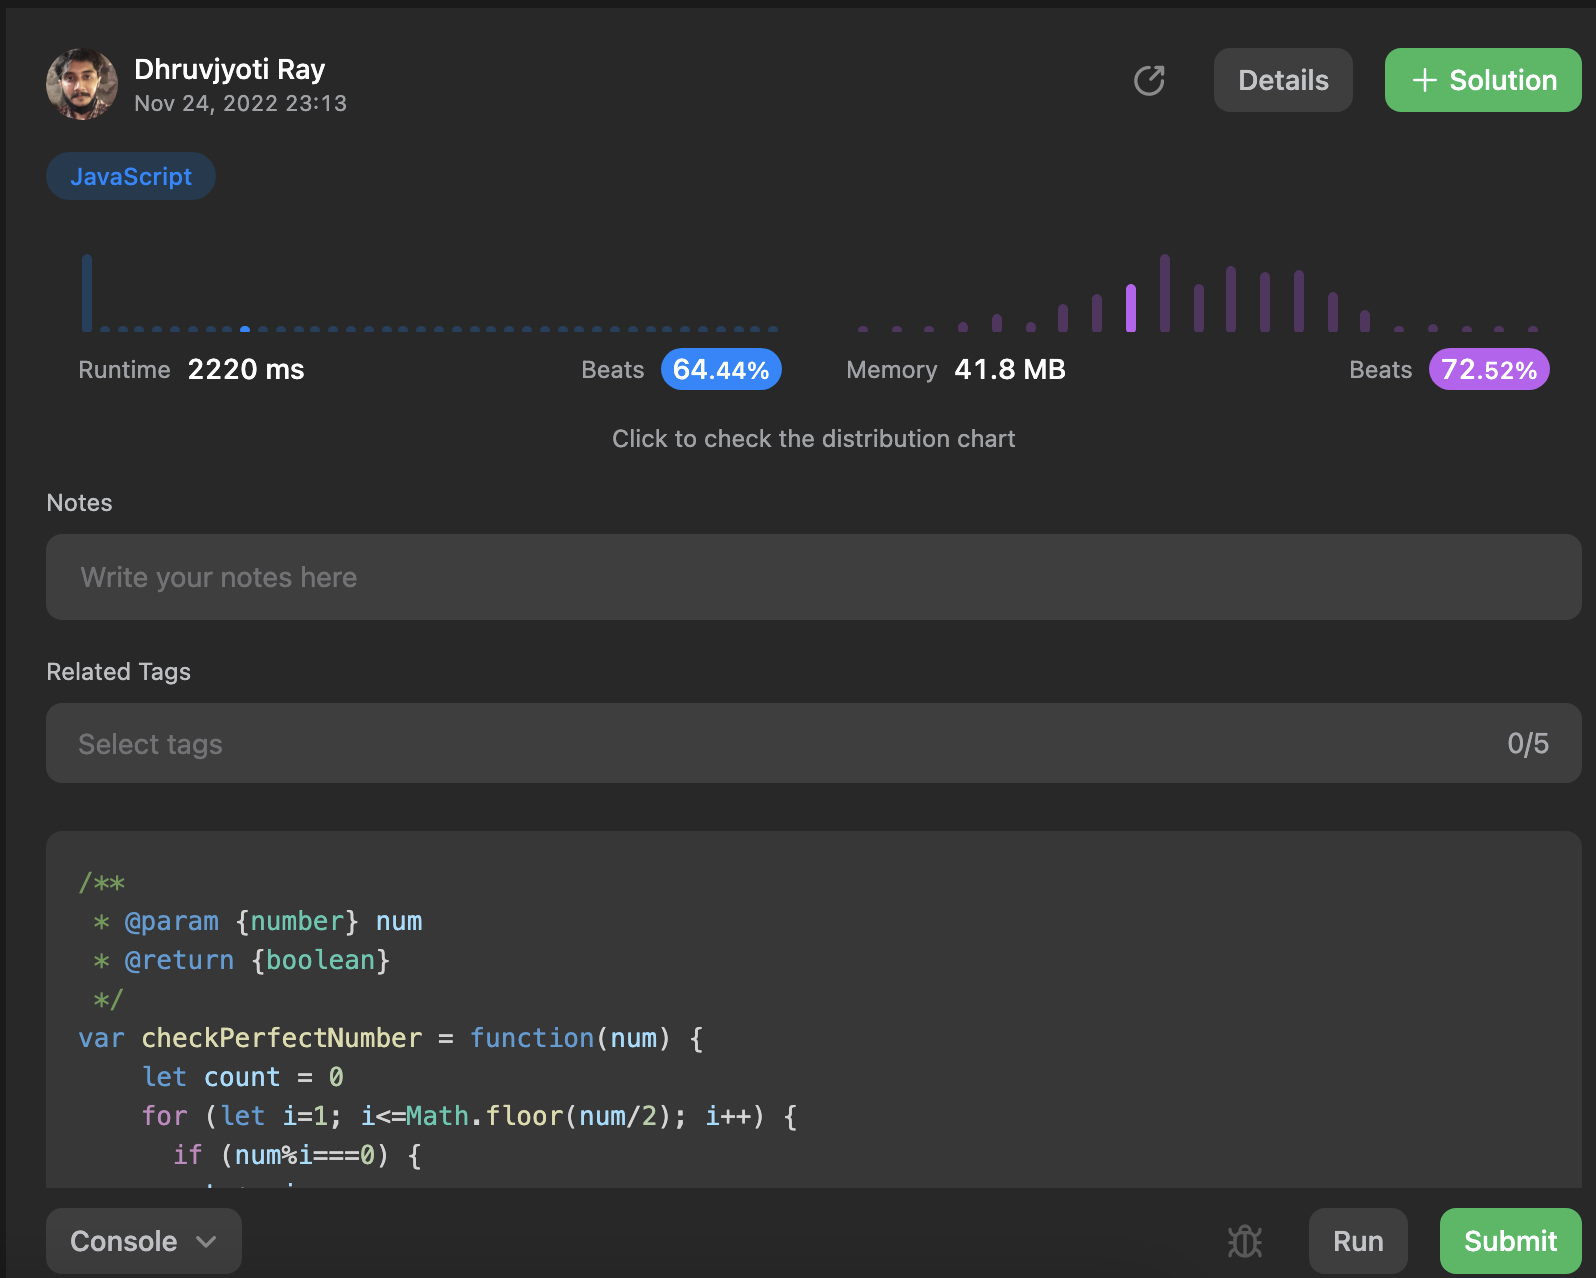 Dhruvjyoti Ray
Nov 24, 2022 23:13
Details
+ Solution
JavaScript
Runtime 2220 ms Beats 64.44% Memory 41.8 MB Beats 72.52%
Click to check the distribution chart
Notes
Write your notes here
Related Tags
Select tags 0/5
/**
 * @param {number} num
 * @return {boolean}
 */
var checkPerfectNumber = function(num) {
    let count = 0
    for (let i=1; i<=Math.floor(num/2); i++) {
      if (num%i===0) {
Console
Run
Submit